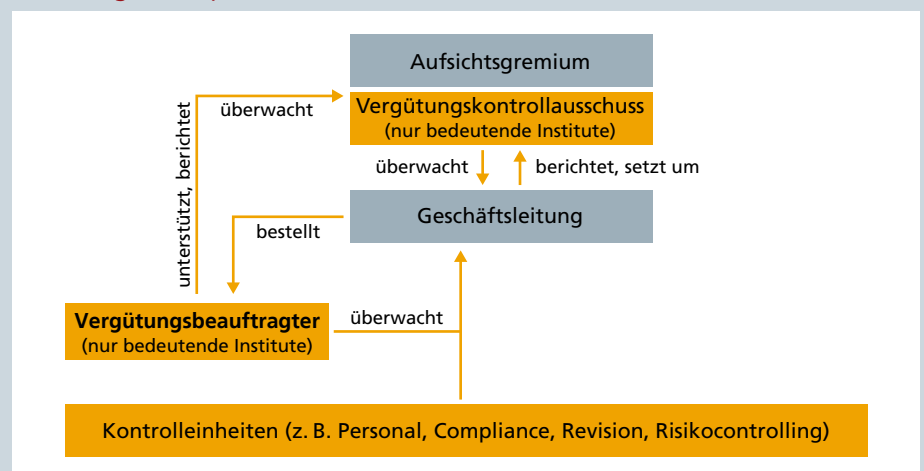 Aufsichtsgremium
überwacht
Vergütungskontrollausschuss
(nur bedeutende Institute)
unterstützt, berichtet
überwacht
berichtet, setzt um
Geschäftsleitung
bestellt
Vergütungsbeauftragter
(nur bedeutende Institute)
überwacht
Kontrolleinheiten (z. B. Personal, Compliance, Revision, Risikocontrolling)